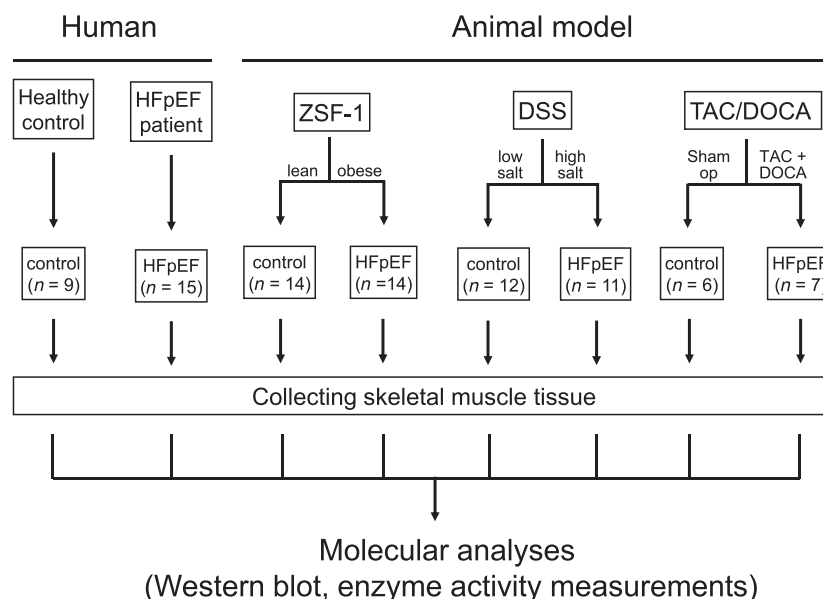 Human
Animal model
Healthy
control
HFpEF
patient
ZSF-1
DSS
TAC/DOCA
lean
obese
low
salt
high
salt
Sham
op
TAC +
DOCA
control
(n = 9)
HFpEF
(n = 15)
control
(n = 14)
HFpEF
(n =14)
control
(n = 12)
HFpEF
(n = 11)
control
(n = 6)
HFpEF
(n = 7)
Collecting skeletal muscle tissue
Molecular analyses
(Western blot, enzyme activity measurements)